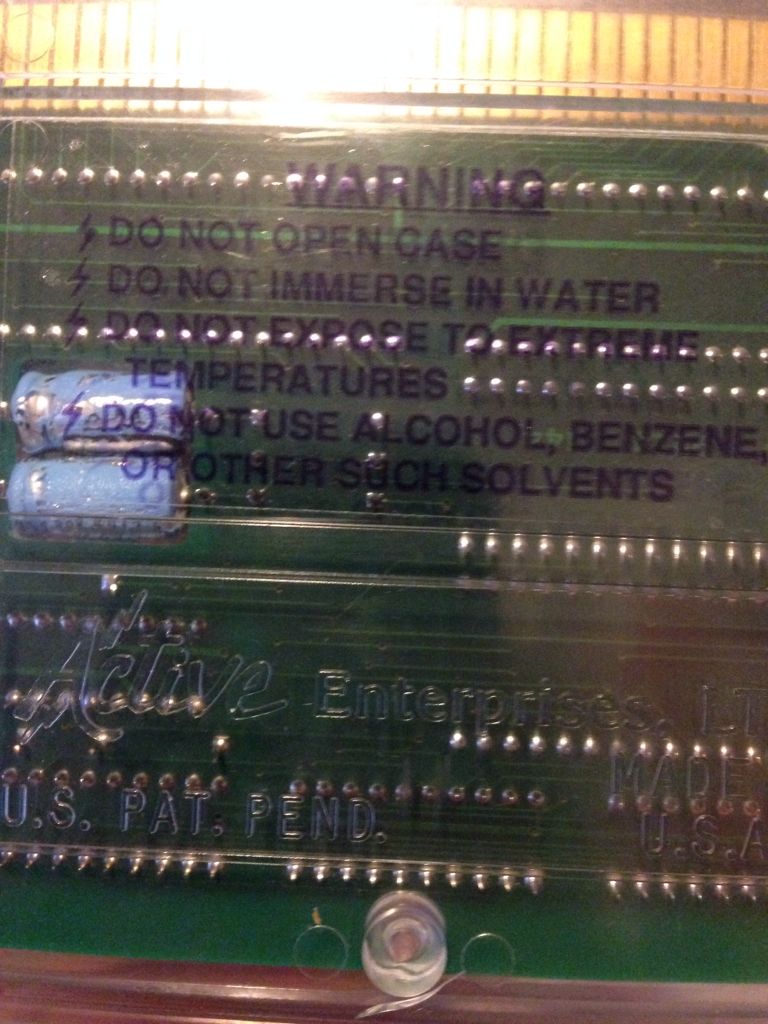 WARNING
DO NOT OPEN CASE
DO NOT IMMERSE IN WATER
DO NOT EXPOSE TO EXTREME
TEMPERATURES
DO NOT USE ALCOHOL, BENZENE,
OR OTHER SUCH SOLVENTS
Active Enterprises, LT
MADE
U.S. PAT. PEND.
U.S.A